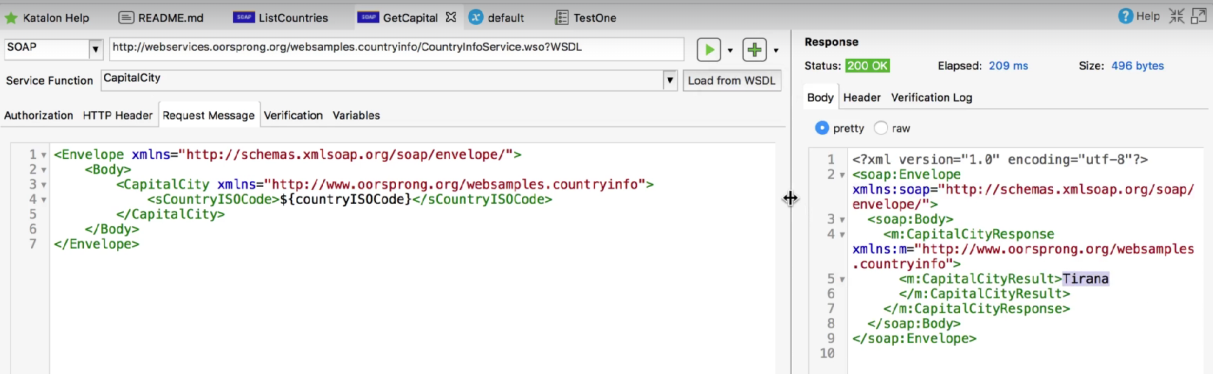 Katalon Help README.md SOAP ListCountries SOAP GetCapital default TestOne Help
SOAP http://webservices.oorsprong.org/websamples.countryinfo/CountryInfoService.wso?WSDL
Service Function CapitalCity Load from WSDL
Authorization HTTP Header Request Message Verification Variables
1 <Envelope xmlns="http://schemas.xmlsoap.org/soap/envelope/">
2 <Body>
3 <CapitalCity xmlns="http://www.oorsprong.org/websamples.countryinfo">
4 <sCountryISOCode>${countryISOCode}</sCountryISOCode>
5 </CapitalCity>
6 </Body>
7 </Envelope>
Response
Status: 200 OK Elapsed: 209 ms Size: 496 bytes
Body Header Verification Log
pretty raw
1 <?xml version="1.0" encoding="utf-8"?>
2 <soap:Envelope
xmlns:soap="http://schemas.xmlsoap.org/soap/
envelope/">
3 <soap:Body>
4 <m:CapitalCityResponse
xmlns:m="http://www.oorsprong.org/websamples
.countryinfo">
5 <m:CapitalCityResult>Tirana
6 </m:CapitalCityResult>
7 </m:CapitalCityResponse>
8 </soap:Body>
9 </soap:Envelope>
10